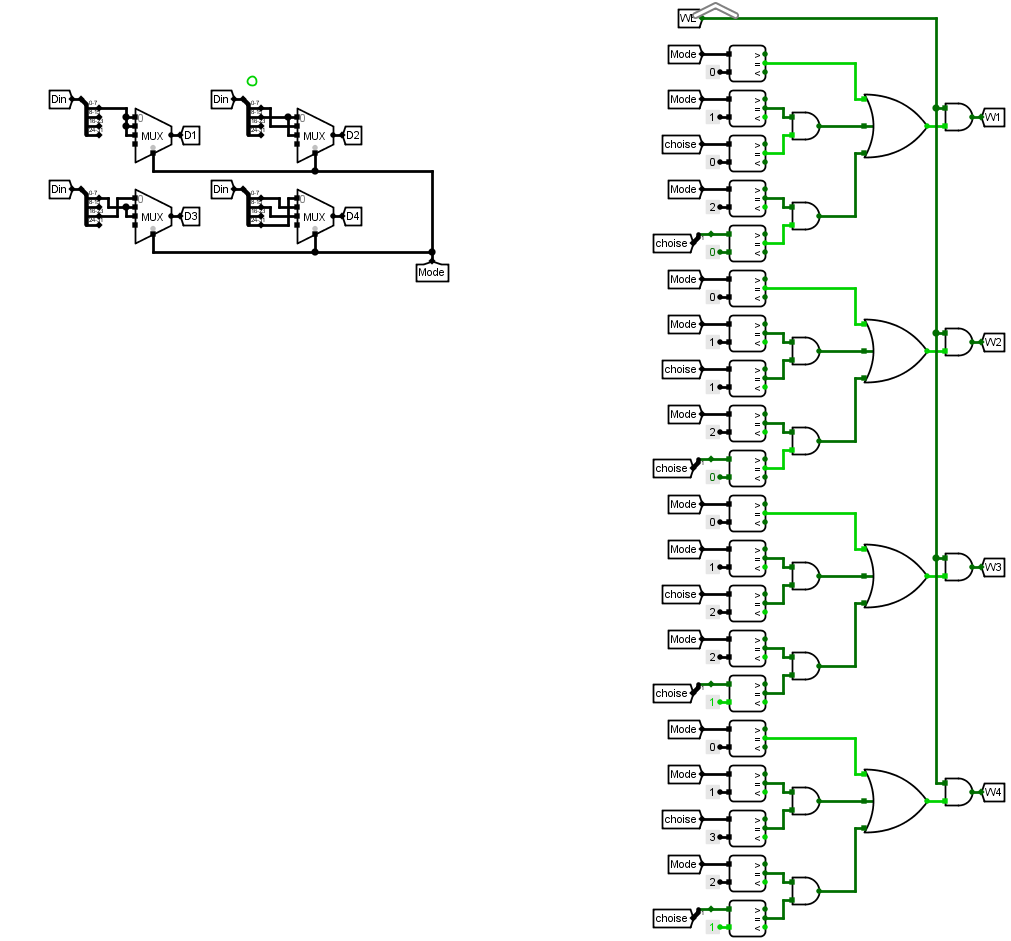 WE
Din
MUX
D1
Din
MUX
D2
Din
MUX
D3
Din
MUX
D4
Mode
Mode
0
> = <
Mode
1
> = <
choise
0
> = <
Mode
2
> = <
choise
0
> = <
W1
Mode
0
> = <
Mode
1
> = <
choise
1
> = <
Mode
2
> = <
choise
0
> = <
W2
Mode
0
> = <
Mode
1
> = <
choise
2
> = <
Mode
2
> = <
choise
1
> = <
W3
Mode
0
> = <
Mode
1
> = <
choise
3
> = <
Mode
2
> = <
choise
1
> = <
W4